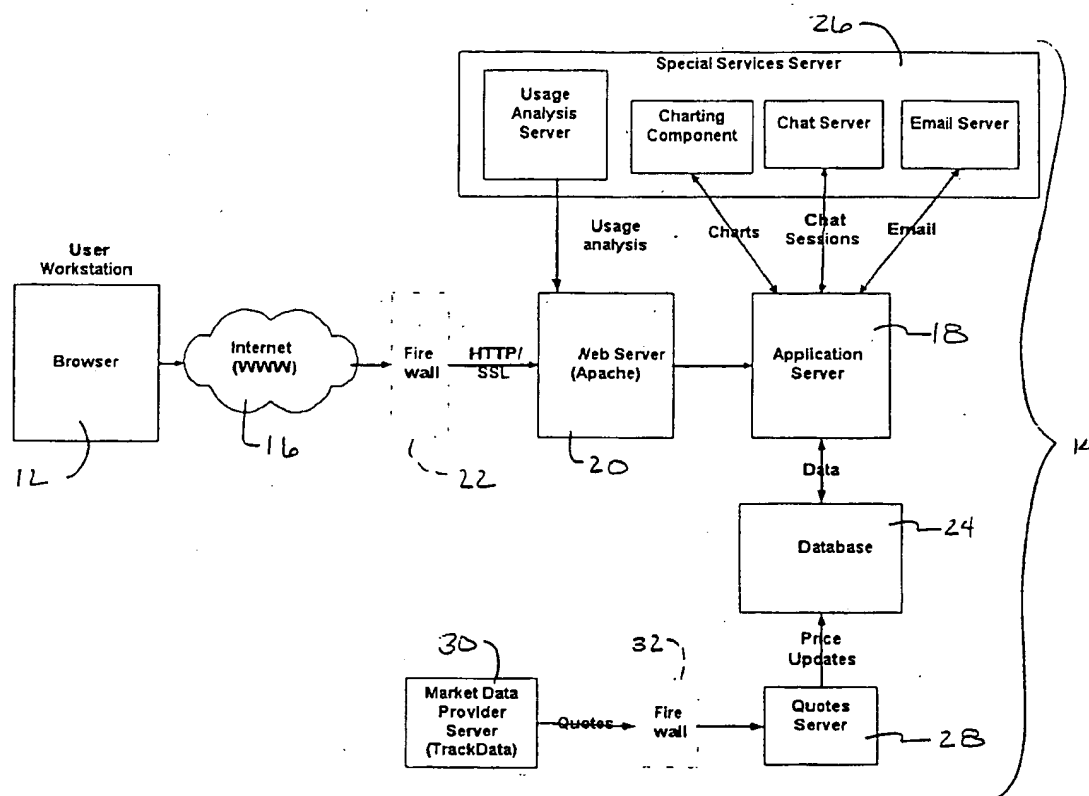 26
Special Services Server
Usage
Analysis
Server
Charting
Component
Chat Server
Email Server
Usage
analysis
Charts
Chat
Sessions
Email
User
Workstation
Browser
Internet
(WWW)
Fire
wall
HTTP/
SSL
Web Server
(Apache)
Application
Server
18
12
16
22
20
Data
Database
24
Price
Updates
30
32
Market Data
Provider
Server
(TrackData)
Quotes
Fire
wall
Quotes
Server
28